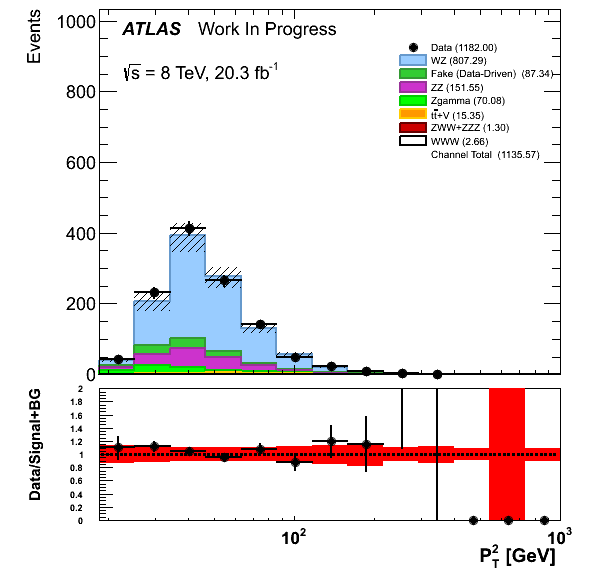 ATLAS Work In Progress
√s = 8 TeV, 20.3 fb-1
Data (1182.00)
WZ (807.29)
Fake (Data-Driven) (87.34)
ZZ (151.55)
Zgamma (70.08)
tt̄+V (15.35)
ZWW+ZZZ (1.30)
WWW (2.66)
Channel Total (1135.57)
Events
1000
800
600
400
200
0
Data/Signal+BG
2
1.8
1.6
1.4
1.2
1
0.8
0.6
0.4
0.2
0
10²
10³
P_T^2 [GeV]